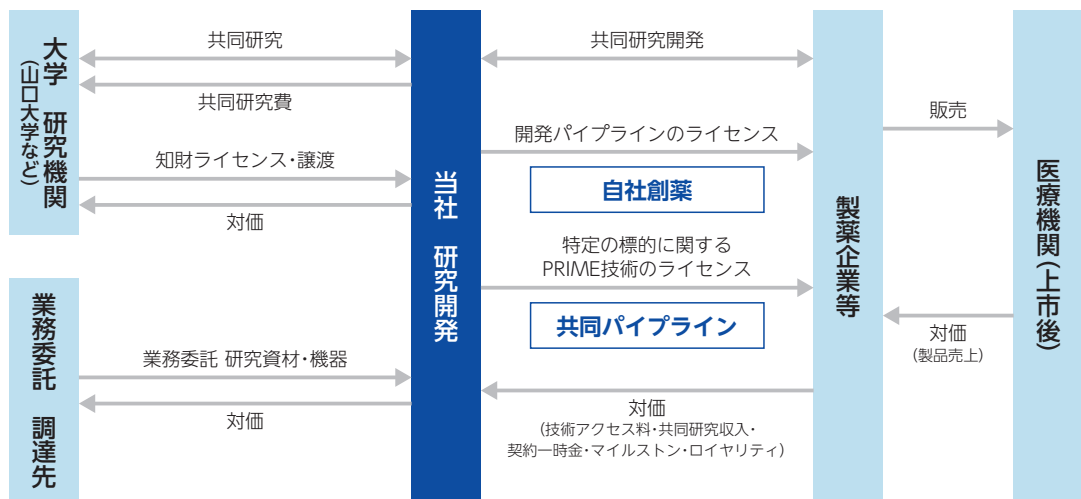 大学 研究機関
(山口大学など)
共同研究
共同研究費
知財ライセンス・譲渡
対価
業務委託 調達先
業務委託 研究資材・機器
対価
当社 研究開発
共同研究開発
開発パイプラインのライセンス
自社創薬
特定の標的に関する
PRIME技術のライセンス
共同パイプライン
対価
(技術アクセス料・共同研究収入・
契約一時金・マイルストン・ロイヤリティ)
製薬企業等
販売
対価
(製品売上)
医療機関(上市後)